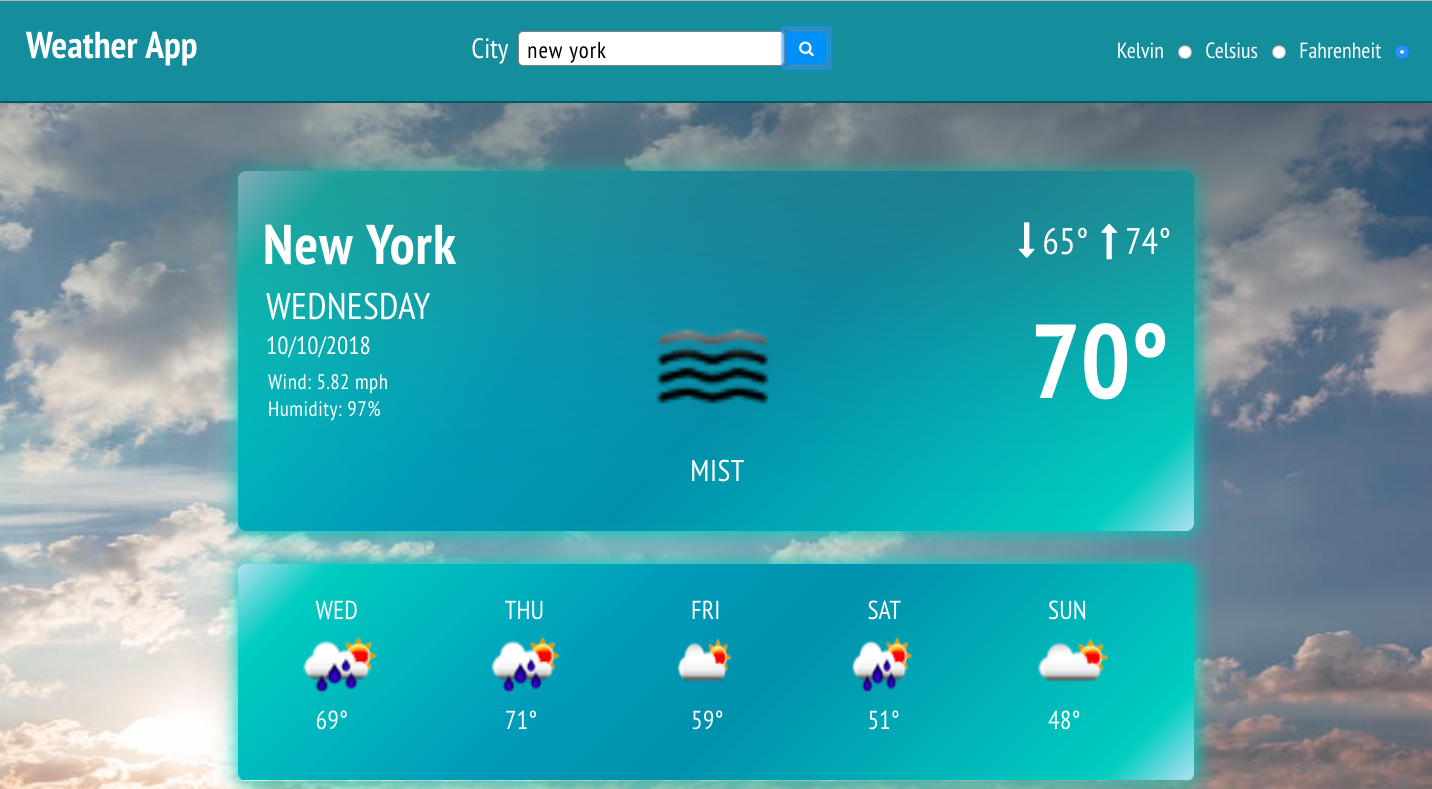 Weather App
City new york
Kelvin Celsius Fahrenheit
New York
WEDNESDAY
10/10/2018
Wind: 5.82 mph
Humidity: 97%
65° 74°
70°
MIST
WED THU FRI SAT SUN
69° 71° 59° 51° 48°